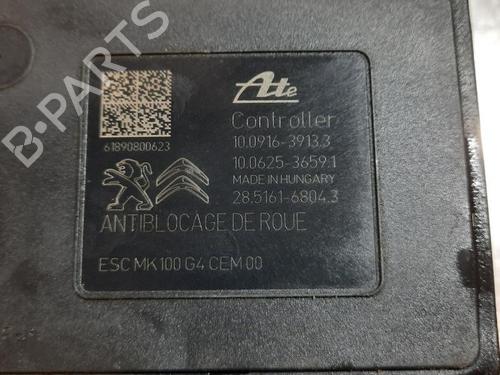 Ate
Controller
61890800623
10.0916-3913.3
10.0625-3659.1
MADE IN HUNGARY
28.5161-6804.3
ANTIBLOCAGE DE ROUE
ESC MK100 G4 CEM 00
B-PARTS